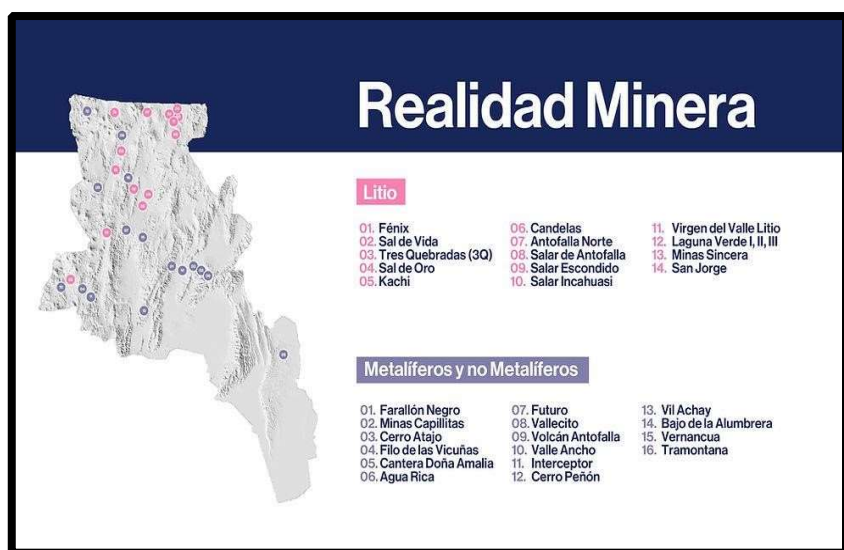 Realidad Minera
Litio
01. Fénix
02. Sal de Vida
03. Tres Quebradas (3Q)
04. Sal de Oro
05. Kachi
06. Candelas
07. Antofalla Norte
08. Salar de Antofalla
09. Salar Escondido
10. Salar Incahuasi
11. Virgen del Valle Litio
12. Laguna Verde I, II, III
13. Minas Sincera
14. San Jorge
Metalíferos y no Metalíferos
01. Farallón Negro
02. Minas Capillitas
03. Cerro Atajo
04. Filo de las Vicuñas
05. Cantera Doña Amalia
06. Agua Rica
07. Futuro
08. Vallecito
09. Volcán Antofalla
10. Valle Ancho
11. Interceptor
12. Cerro Peñón
13. Vil Achay
14. Bajo de la Alumbrera
15. Vernancua
16. Tramontana